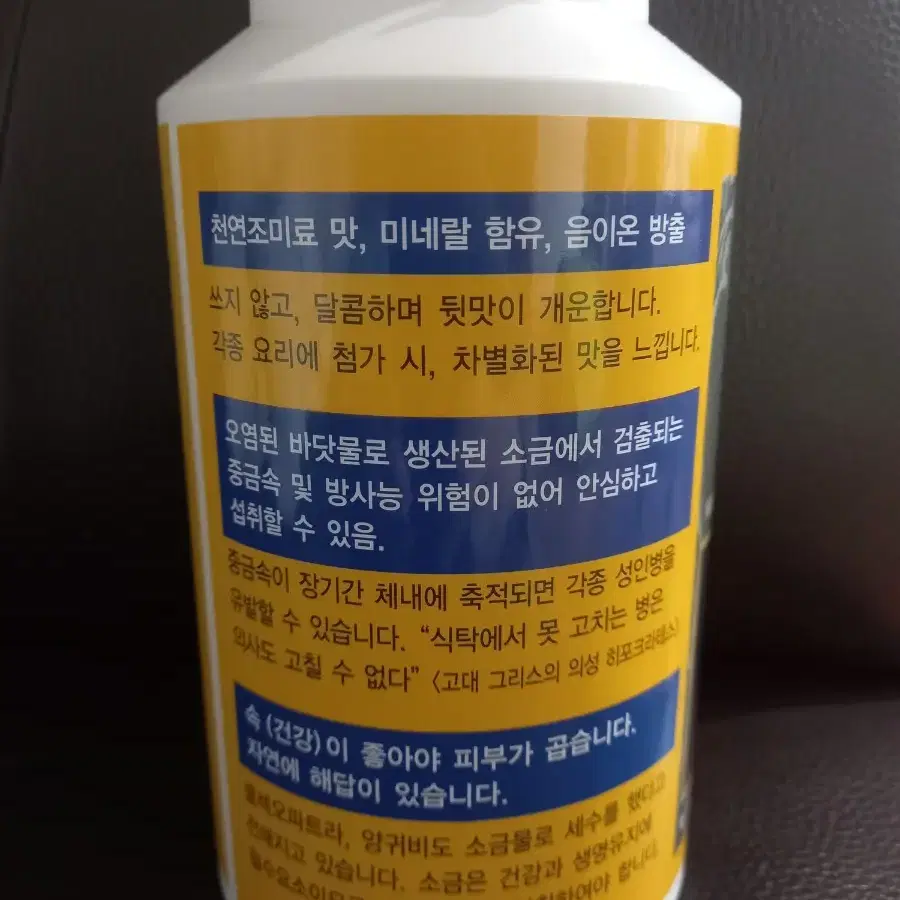 천연조미료 맛, 미네랄 함유, 음이온 방출
쓰지 않고, 달콤하며 뒷맛이 개운합니다.
각종 요리에 첨가 시, 차별화된 맛을 느낍니다.
오염된 바닷물로 생산된 소금에서 검출되는
중금속 및 방사능 위험이 없어 안심하고
섭취할 수 있음.
중금속이 장기간 체내에 축적되면 각종 성인병을
유발할 수 있습니다. “식탁에서 못 고치는 병은
의사도 고칠 수 없다” <고대 그리스의 의성 히포크라테스>
속 (건강) 이 좋아야 피부가 곱습니다.
자연에 해답이 있습니다.
클레오파트라, 양귀비도 소금물로 세수를 했다고
전해지고 있습니다. 소금은 건강과 생명유지에
하여야 합니다.